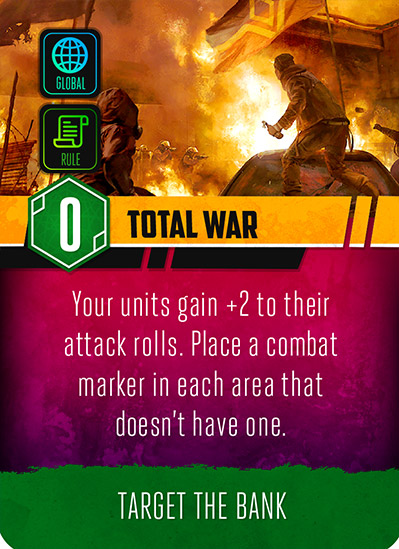 GLOBAL
RULE
0 TOTAL WAR
Your units gain +2 to their
attack rolls. Place a combat
marker in each area that
doesn't have one.
TARGET THE BANK